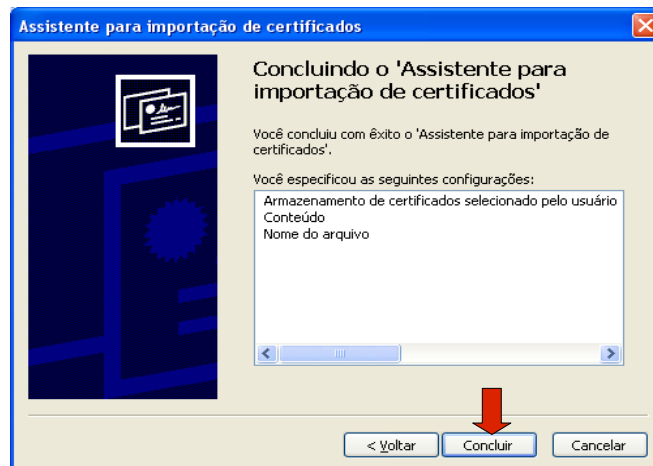 Assistente para importação de certificados
Concluindo o 'Assistente para
importação de certificados'
Você concluiu com êxito o 'Assistente para importação de
certificados'.
Você especificou as seguintes configurações:
Armazenamento de certificados selecionado pelo usuário
Conteúdo
Nome do arquivo
< Voltar
Concluir
Cancelar